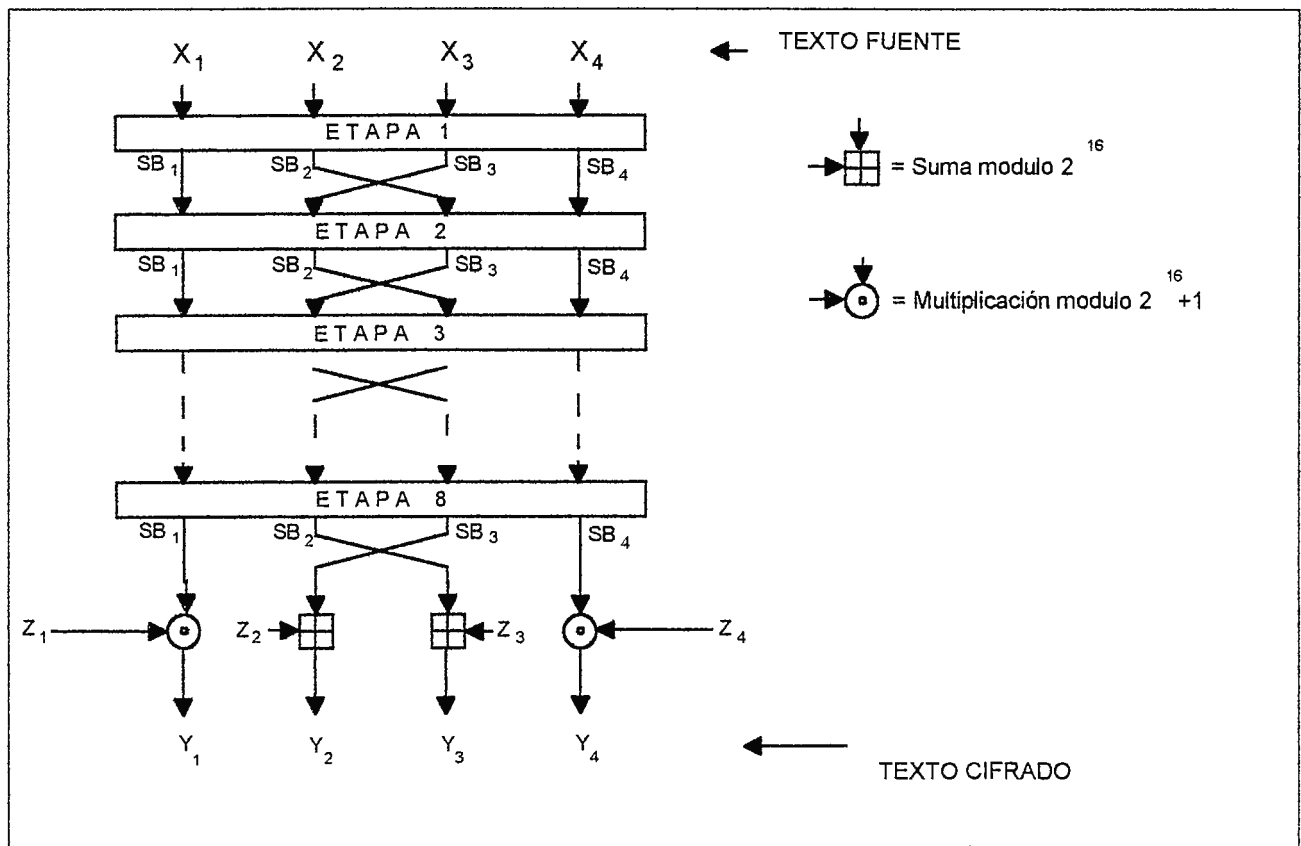 X1 X2 X3 X4 TEXTO FUENTE
ETAPA 1
SB1 SB2 SB3 SB4
= Suma modulo 2^16
ETAPA 2
SB1 SB2 SB3 SB4
= Multiplicación modulo 2^16+1
ETAPA 3
ETAPA 8
SB1 SB2 SB3 SB4
Z1 Z2 Z3 Z4
Y1 Y2 Y3 Y4
TEXTO CIFRADO